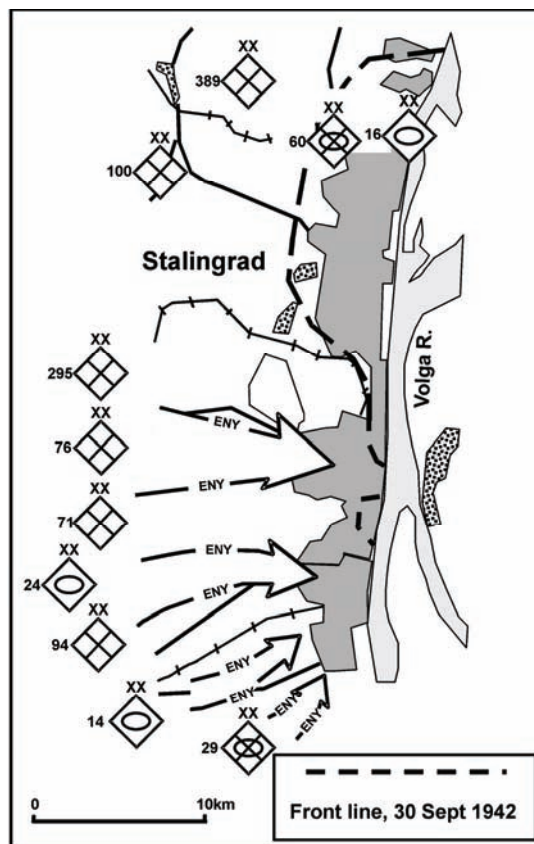 XX
389
XX
60
XX
16
XX
100
Stalingrad
Volga R.
XX
295
ENY
XX
76
XX
ENY
71
XX
ENY
24
XX
ENY
94
XX
ENY
14
ENY
XX
ENY
ENY
29
0
10km
Front line, 30 Sept 1942